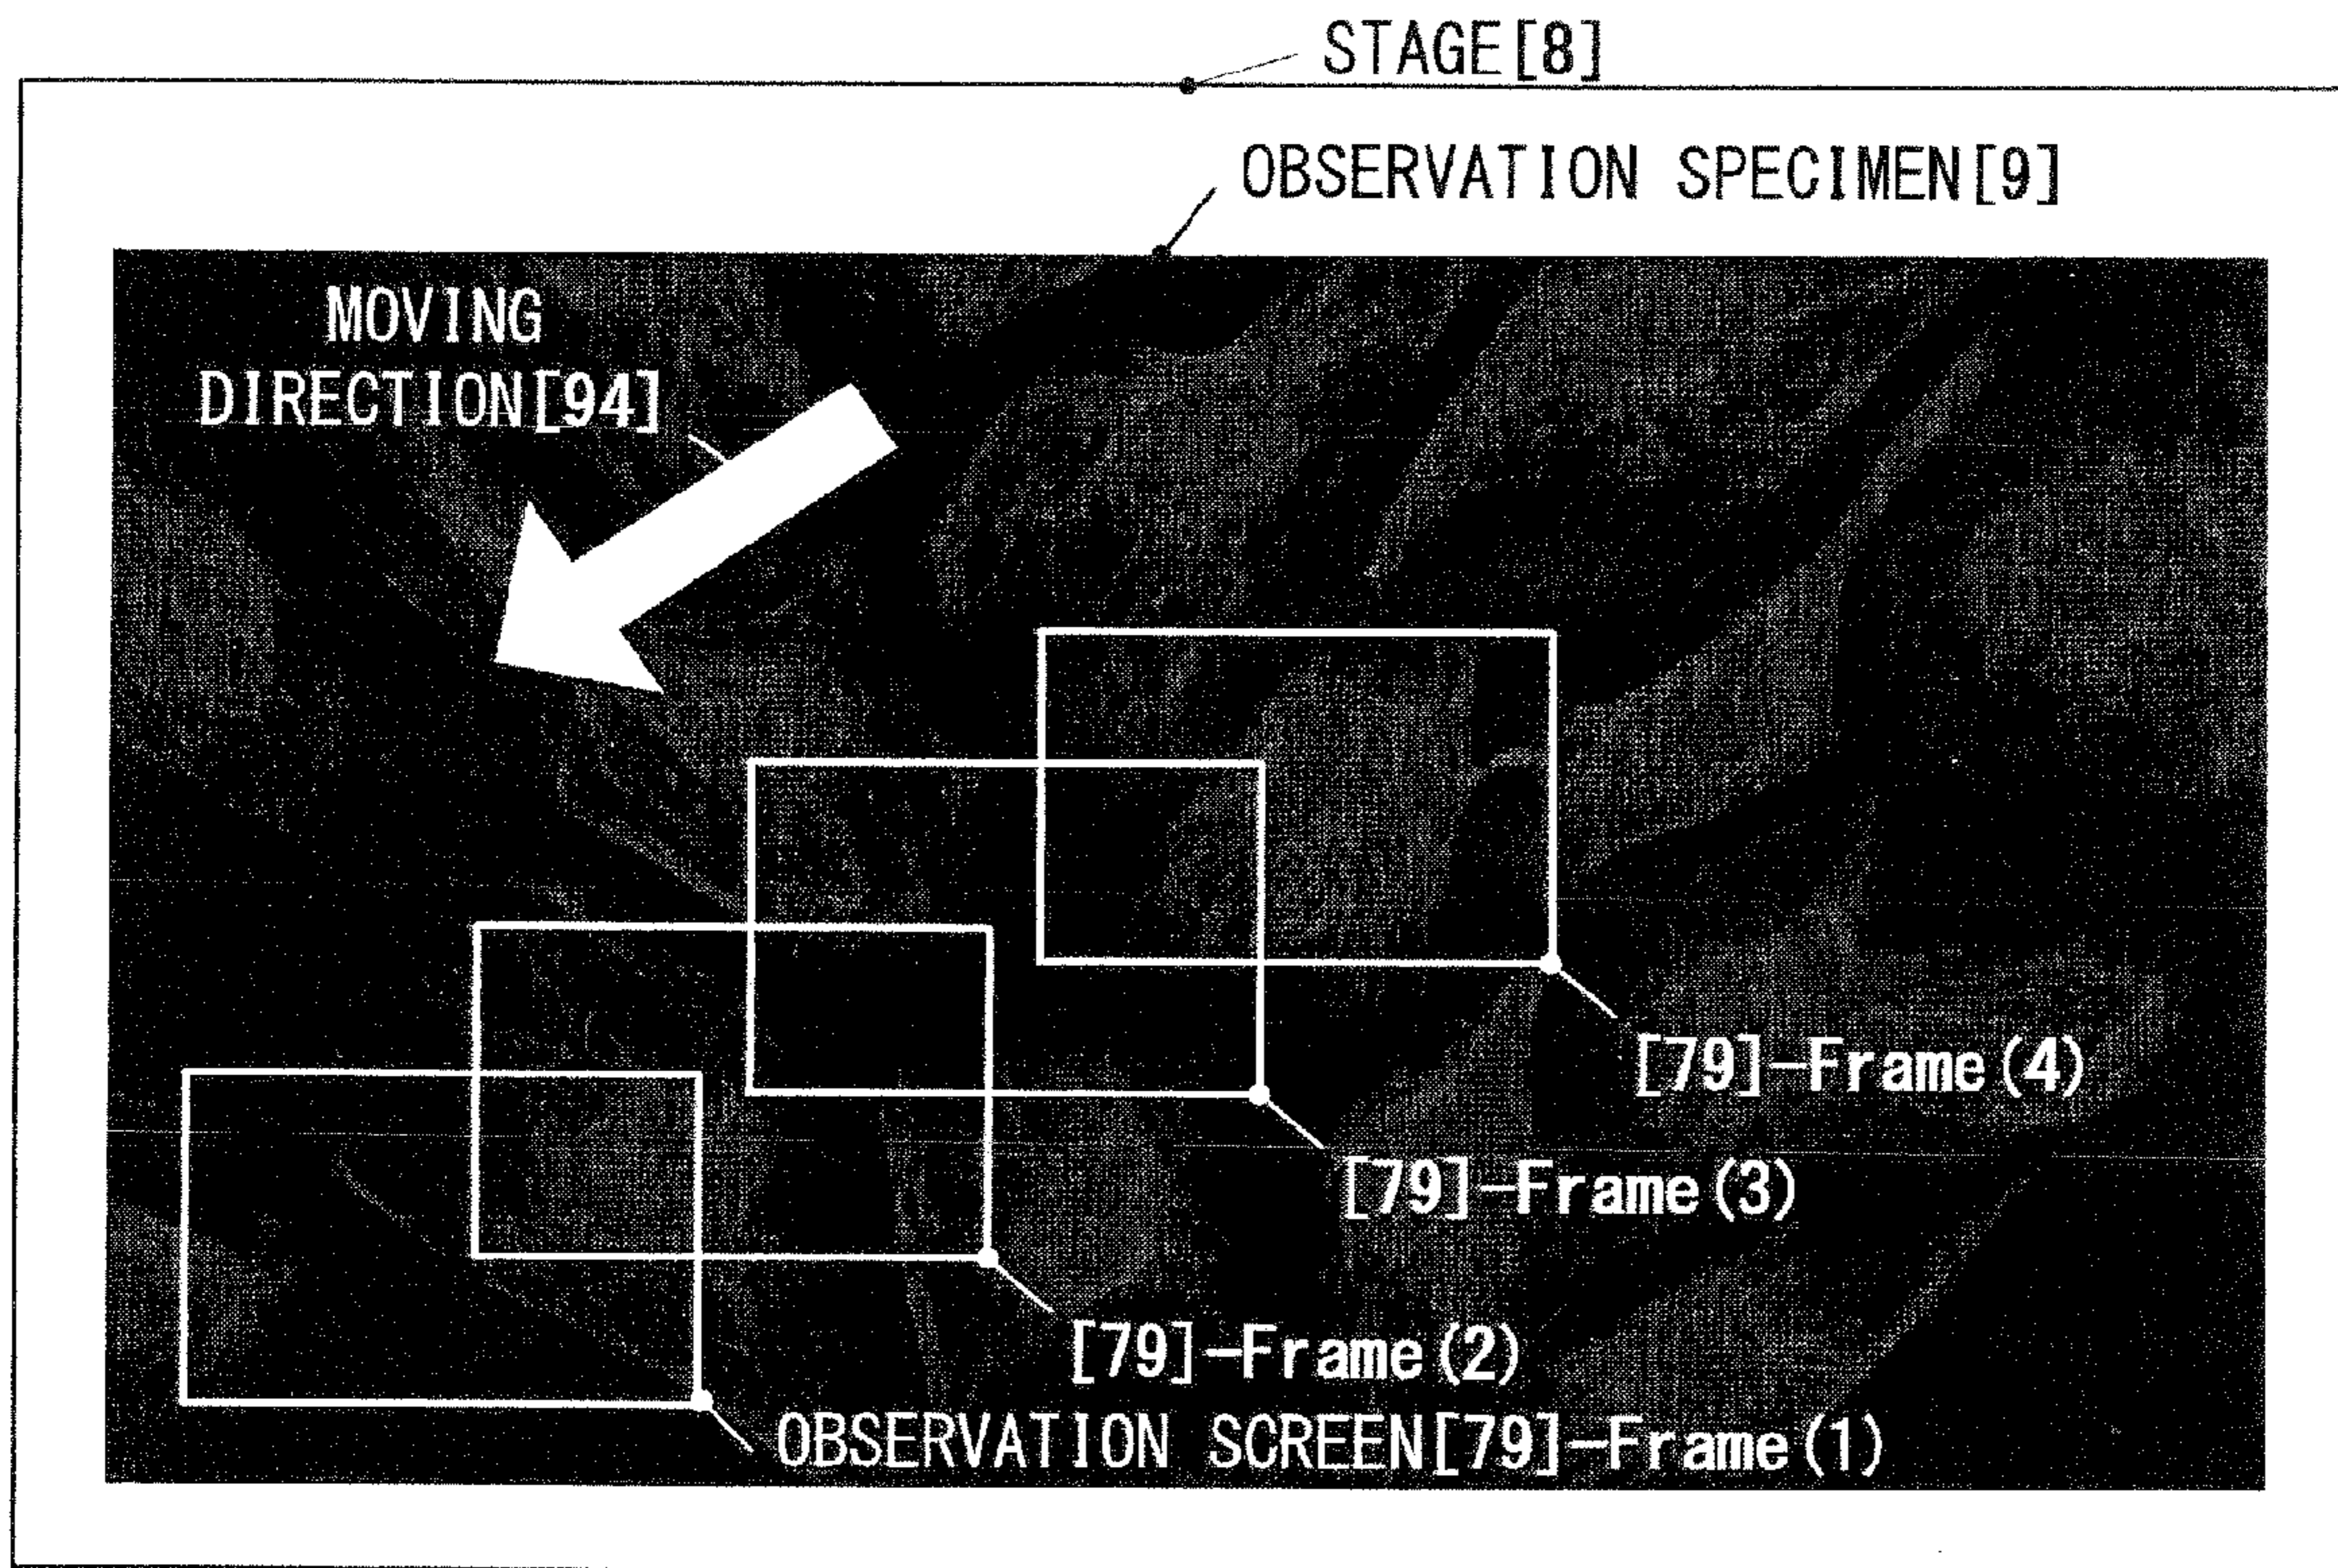 STAGE[8]
OBSERVATION SPECIMEN[9]
MOVING
DIRECTION[94]
[79]-Frame(4)
[79]-Frame(3)
[79]-Frame(2)
OBSERVATION SCREEN[79]-Frame(1)